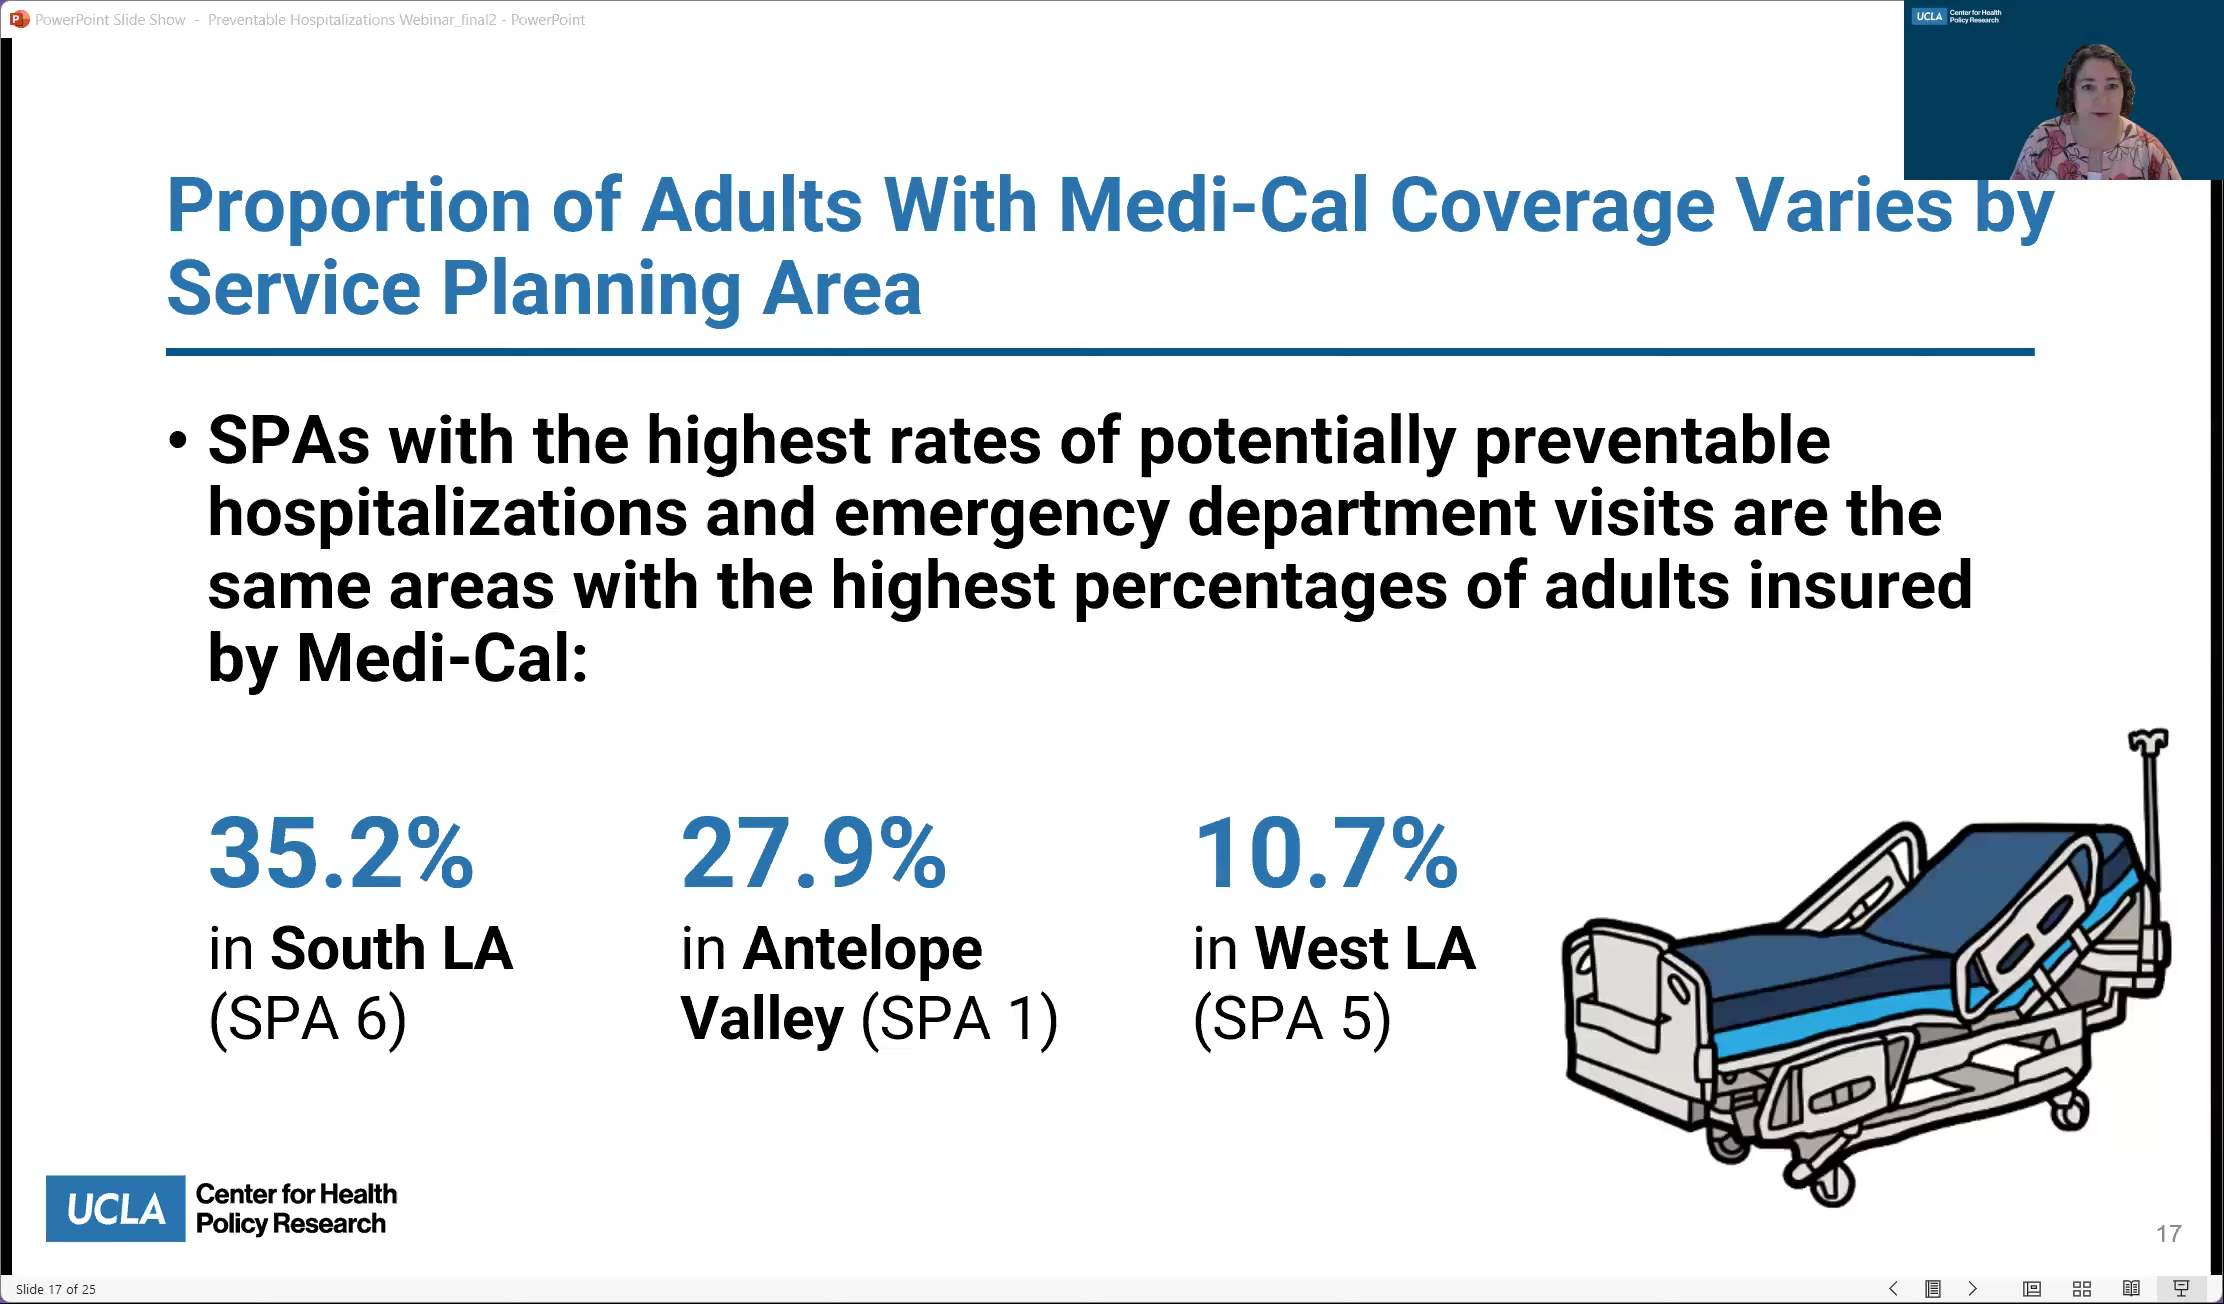 PowerPoint Slide Show - Preventable Hospitalizations Webinar_final2 - PowerPoint
UCLA Center for Health
Policy Research
Proportion of Adults With Medi-Cal Coverage Varies by
Service Planning Area
• SPAs with the highest rates of potentially preventable
hospitalizations and emergency department visits are the
same areas with the highest percentages of adults insured
by Medi-Cal:
35.2%
in South LA
(SPA 6)
27.9%
in Antelope
Valley (SPA 1)
10.7%
in West LA
(SPA 5)
UCLA Center for Health
Policy Research
17
Slide 17 of 25